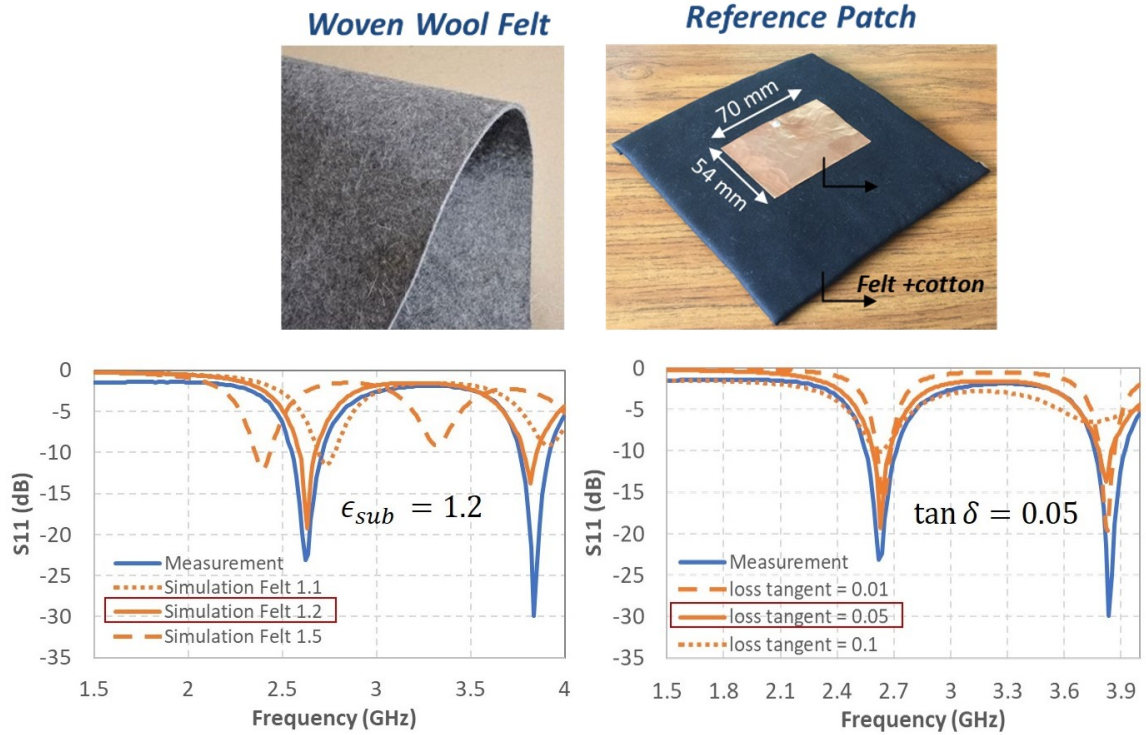 Woven Wool Felt
Reference Patch
70 mm
54 mm
Felt +cotton
0
-5
-10
-15
-20
-25
-30
-35
S11 (dB)
ϵsub = 1.2
Measurement
Simulation Felt 1.1
Simulation Felt 1.2
Simulation Felt 1.5
1.5 2 2.5 3 3.5 4
Frequency (GHz)
0
-5
-10
-15
-20
-25
-30
-35
S11 (dB)
tan δ = 0.05
Measurement
loss tangent = 0.01
loss tangent = 0.05
loss tangent = 0.1
1.5 1.8 2.1 2.4 2.7 3 3.3 3.6 3.9
Frequency (GHz)